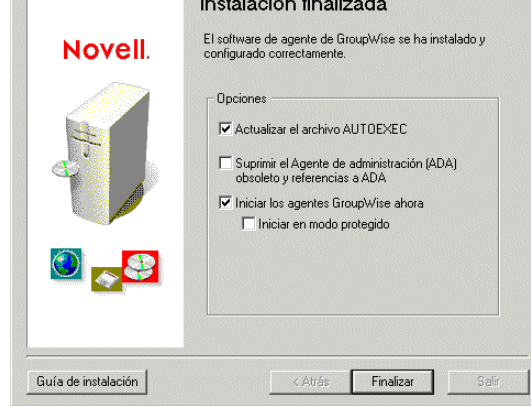 Instalación finalizada
Novell.
El software de agente de GroupWise se ha instalado y
configurado correctamente.
Opciones
Actualizar el archivo AUTOEXEC
Suprimir el Agente de administración (ADA)
obsoleto y referencias a ADA
Iniciar los agentes GroupWise ahora
Iniciar en modo protegido
Guía de instalación
< Atrás
Finalizar
Salir